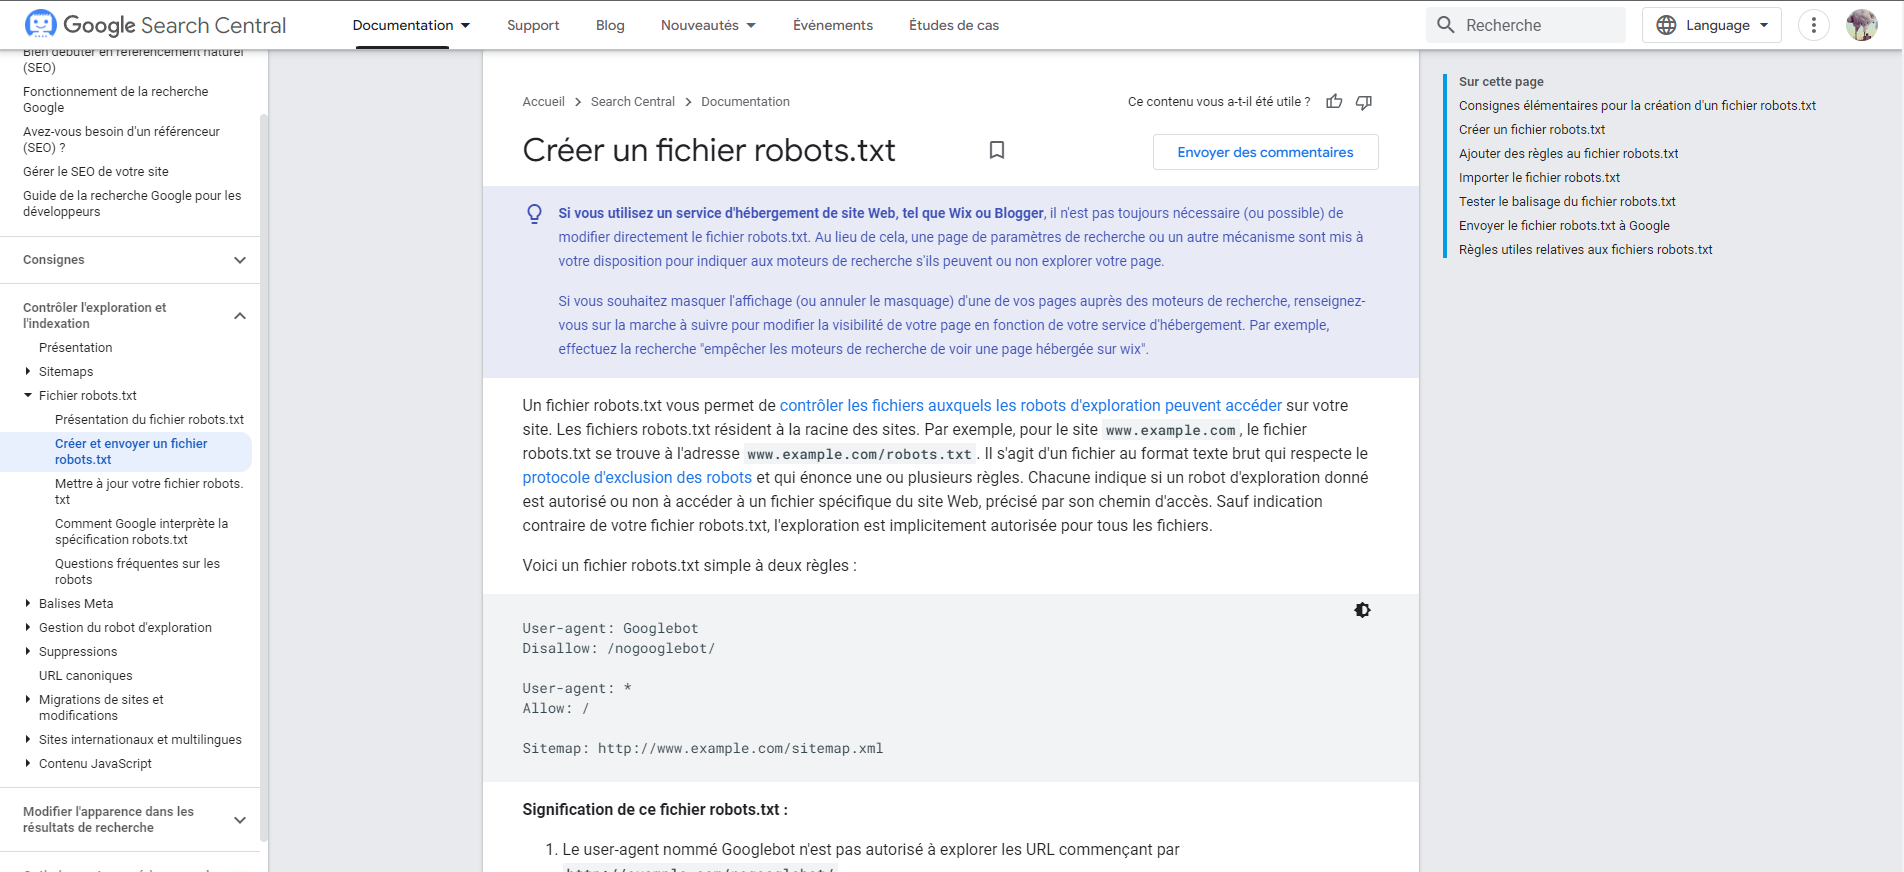 Google Search Central
Documentation
Support
Blog
Nouveautés
Événements
Études de cas
Recherche
Language
Bien débuter en référencement naturel
(SEO)
Fonctionnement de la recherche
Google
Avez-vous besoin d'un référenceur
(SEO) ?
Gérer le SEO de votre site
Guide de la recherche Google pour les
développeurs
Consignes
Contrôler l'exploration et
l'indexation
Présentation
Sitemaps
Fichier robots.txt
Présentation du fichier robots.txt
Créer et envoyer un fichier
robots.txt
Mettre à jour votre fichier robots.
txt
Comment Google interprète la
spécification robots.txt
Questions fréquentes sur les
robots
Balises Meta
Gestion du robot d'exploration
Suppressions
URL canoniques
Migrations de sites et
modifications
Sites internationaux et multilingues
Contenu JavaScript
Modifier l'apparence dans les
résultats de recherche
Accueil > Search Central > Documentation
Ce contenu vous a-t-il été utile ?
Créer un fichier robots.txt
Envoyer des commentaires
Si vous utilisez un service d'hébergement de site Web, tel que Wix ou Blogger, il n'est pas toujours nécessaire (ou possible) de
modifier directement le fichier robots.txt. Au lieu de cela, une page de paramètres de recherche ou un autre mécanisme sont mis à
votre disposition pour indiquer aux moteurs de recherche s'ils peuvent ou non explorer votre page.
Si vous souhaitez masquer l'affichage (ou annuler le masquage) d'une de vos pages auprès des moteurs de recherche, renseignez-
vous sur la marche à suivre pour modifier la visibilité de votre page en fonction de votre service d'hébergement. Par exemple,
effectuez la recherche "empêcher les moteurs de recherche de voir une page hébergée sur wix".
Un fichier robots.txt vous permet de contrôler les fichiers auxquels les robots d'exploration peuvent accéder sur votre
site. Les fichiers robots.txt résident à la racine des sites. Par exemple, pour le site www.example.com, le fichier
robots.txt se trouve à l'adresse www.example.com/robots.txt. Il s'agit d'un fichier au format texte brut qui respecte le
protocole d'exclusion des robots et qui énonce une ou plusieurs règles. Chacune indique si un robot d'exploration donné
est autorisé ou non à accéder à un fichier spécifique du site Web, précisé par son chemin d'accès. Sauf indication
contraire de votre fichier robots.txt, l'exploration est implicitement autorisée pour tous les fichiers.
Voici un fichier robots.txt simple à deux règles :
User-agent: Googlebot
Disallow: /nogooglebot/
User-agent: *
Allow: /
Sitemap: http://www.example.com/sitemap.xml
Signification de ce fichier robots.txt :
1. Le user-agent nommé Googlebot n'est pas autorisé à explorer les URL commençant par
http://example.com/nogooglebot/
Sur cette page
Consignes élémentaires pour la création d'un fichier robots.txt
Créer un fichier robots.txt
Ajouter des règles au fichier robots.txt
Importer le fichier robots.txt
Tester le balisage du fichier robots.txt
Envoyer le fichier robots.txt à Google
Règles utiles relatives aux fichiers robots.txt